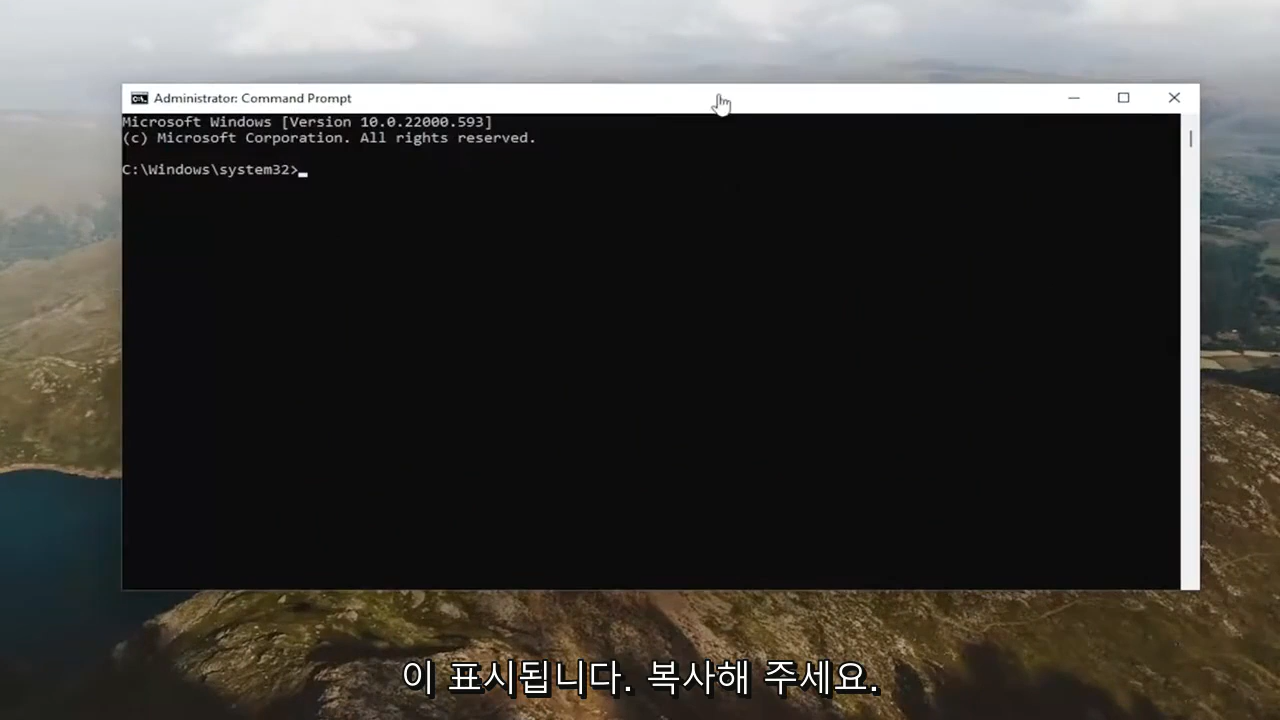 Administrator: Command Prompt
Microsoft Windows [Version 10.0.22000.593]
(c) Microsoft Corporation. All rights reserved.
C:\Windows\system32>
이 표시됩니다. 복사해 주세요.